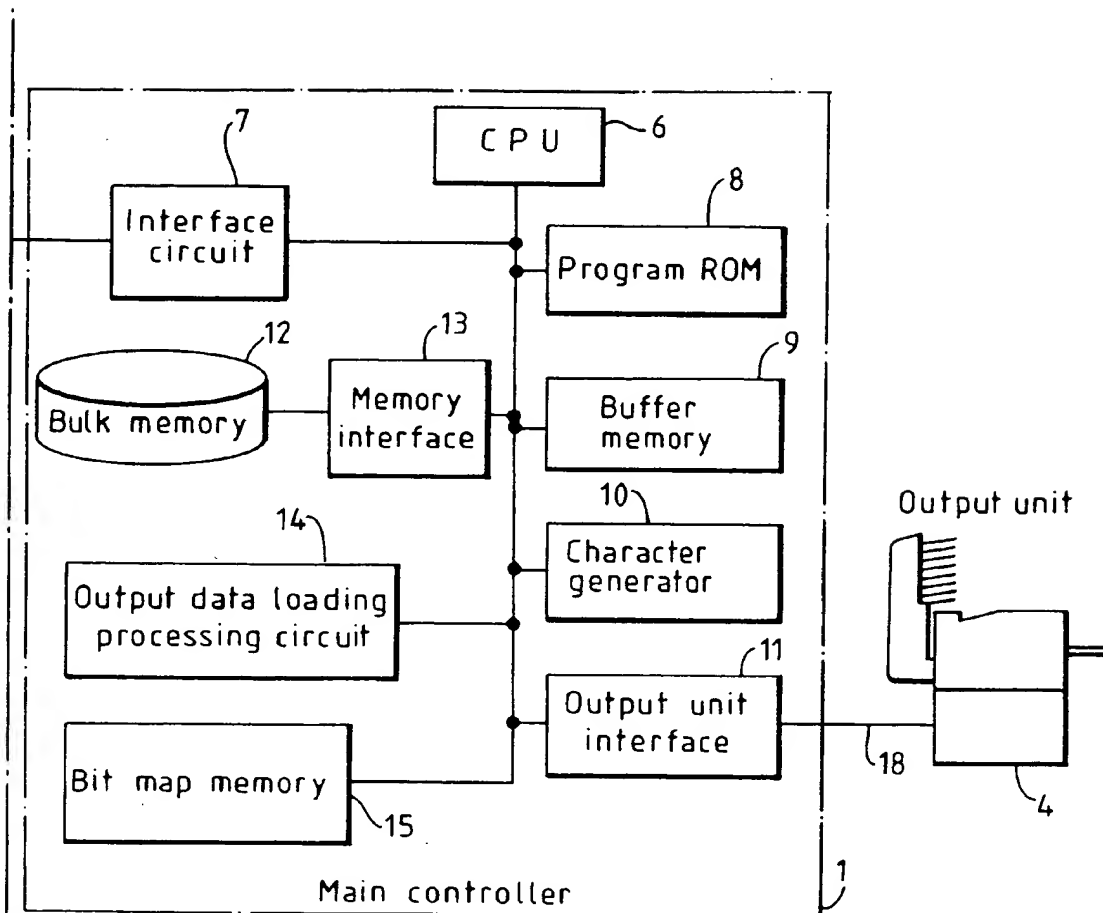 CPU
6
7
Interface
circuit
8
Program ROM
12
Bulk memory
13
Memory
interface
9
Buffer
memory
14
Output data loading
processing circuit
10
Character
generator
Output unit
11
Output unit
interface
18
4
Bit map memory
15
Main controller
1